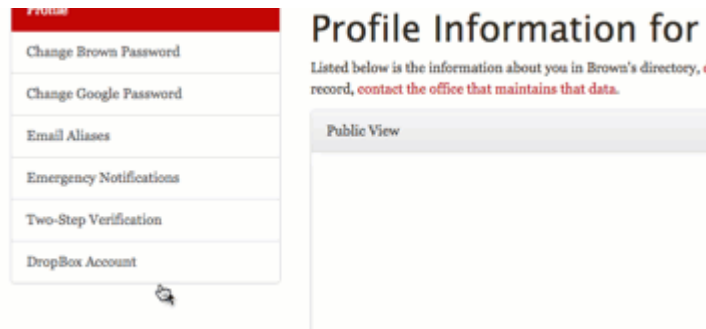 Profile
Change Brown Password
Change Google Password
Email Aliases
Emergency Notifications
Two-Step Verification
DropBox Account
Profile Information for
Listed below is the information about you in Brown's directory,
record, contact the office that maintains that data.
Public View